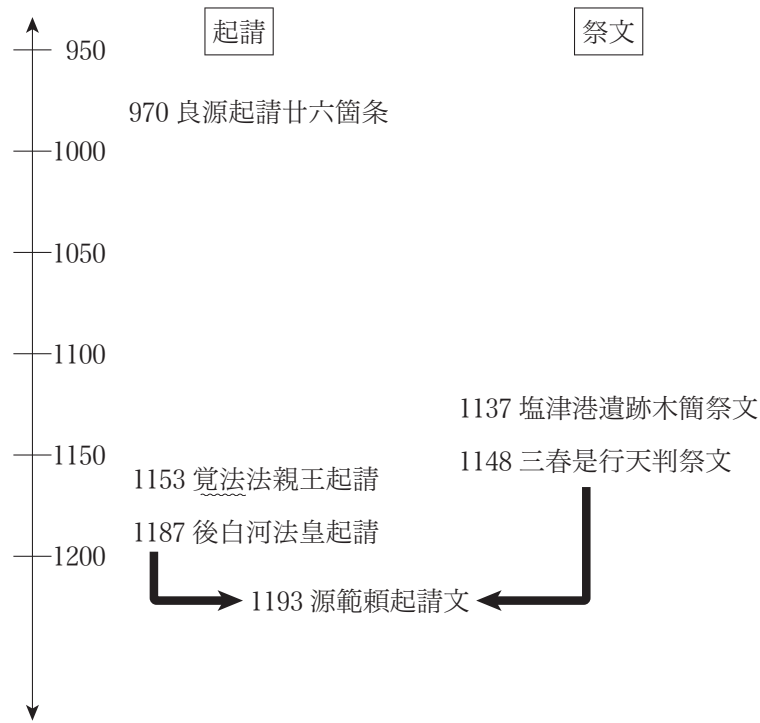 起請
祭文
950
970 良源起請廿六箇条
1000
1050
1100
1137 塩津港遺跡木簡祭文
1150
1148 三春是行天判祭文
1153 覚法法親王起請
1187 後白河法皇起請
1200
1193 源範頼起請文